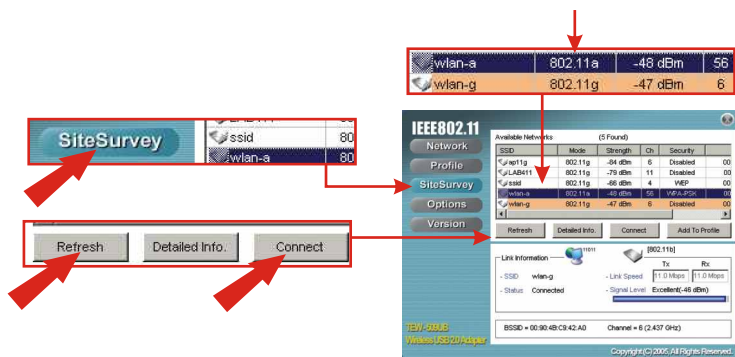 wlan-a 802.11a -48 dBm 56
wlan-g 802.11g -47 dBm 6
SiteSurvey
ssid 80
wlan-a 80
Refresh Detailed Info. Connect
IEEE802.11
Network
Profile
SiteSurvey
Options
Version
Available Networks (5 Found)
SSID Mode Strength Ch Security
ap11g 802.11g -84 dBm 6 Disabled 00
LAB411 802.11g -79 dBm 11 Disabled 00
ssid 802.11g -66 dBm 4 WEP 00
wlan-a 802.11a -48 dBm 56 WPA-PSK 00
wlan-g 802.11g -47 dBm 6 Disabled 00
Refresh Detailed Info. Connect Add To Profile
Link Information 11011 [802.11b]
Tx Rx
- SSID wlan-g - Link Speed 11.0 Mbps 11.0 Mbps
- Status Connected - Signal Level Excellent(-46 dBm)
BSSID = 00:90:4B:C9:42:A0 Channel = 6 (2.437 GHz)
Wireless USB 2.0 Adapter
Copyright (C) 2005, All Rights Reserved.